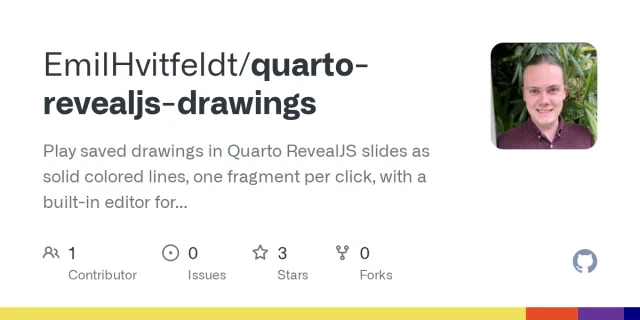 EmilHvitfeldt/quarto-
revealjs-drawings
Play saved drawings in Quarto RevealJS slides as
solid colored lines, one fragment per click, with a
built-in editor for...
1 0 3 0
Contributor Issues Stars Forks